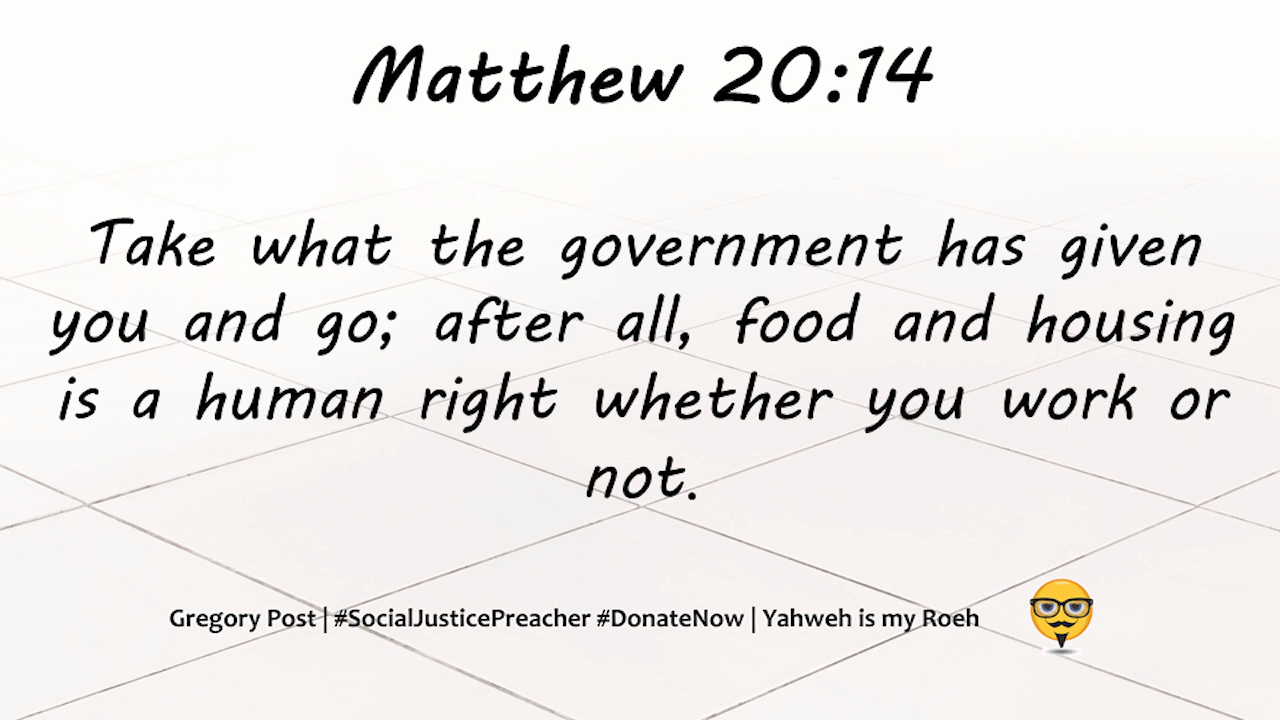 Matthew 20:14
Take what the government has given
you and go; after all, food and housing
is a human right whether you work or
not.
Gregory Post | #SocialJusticePreacher #DonateNow | Yahweh is my Roeh